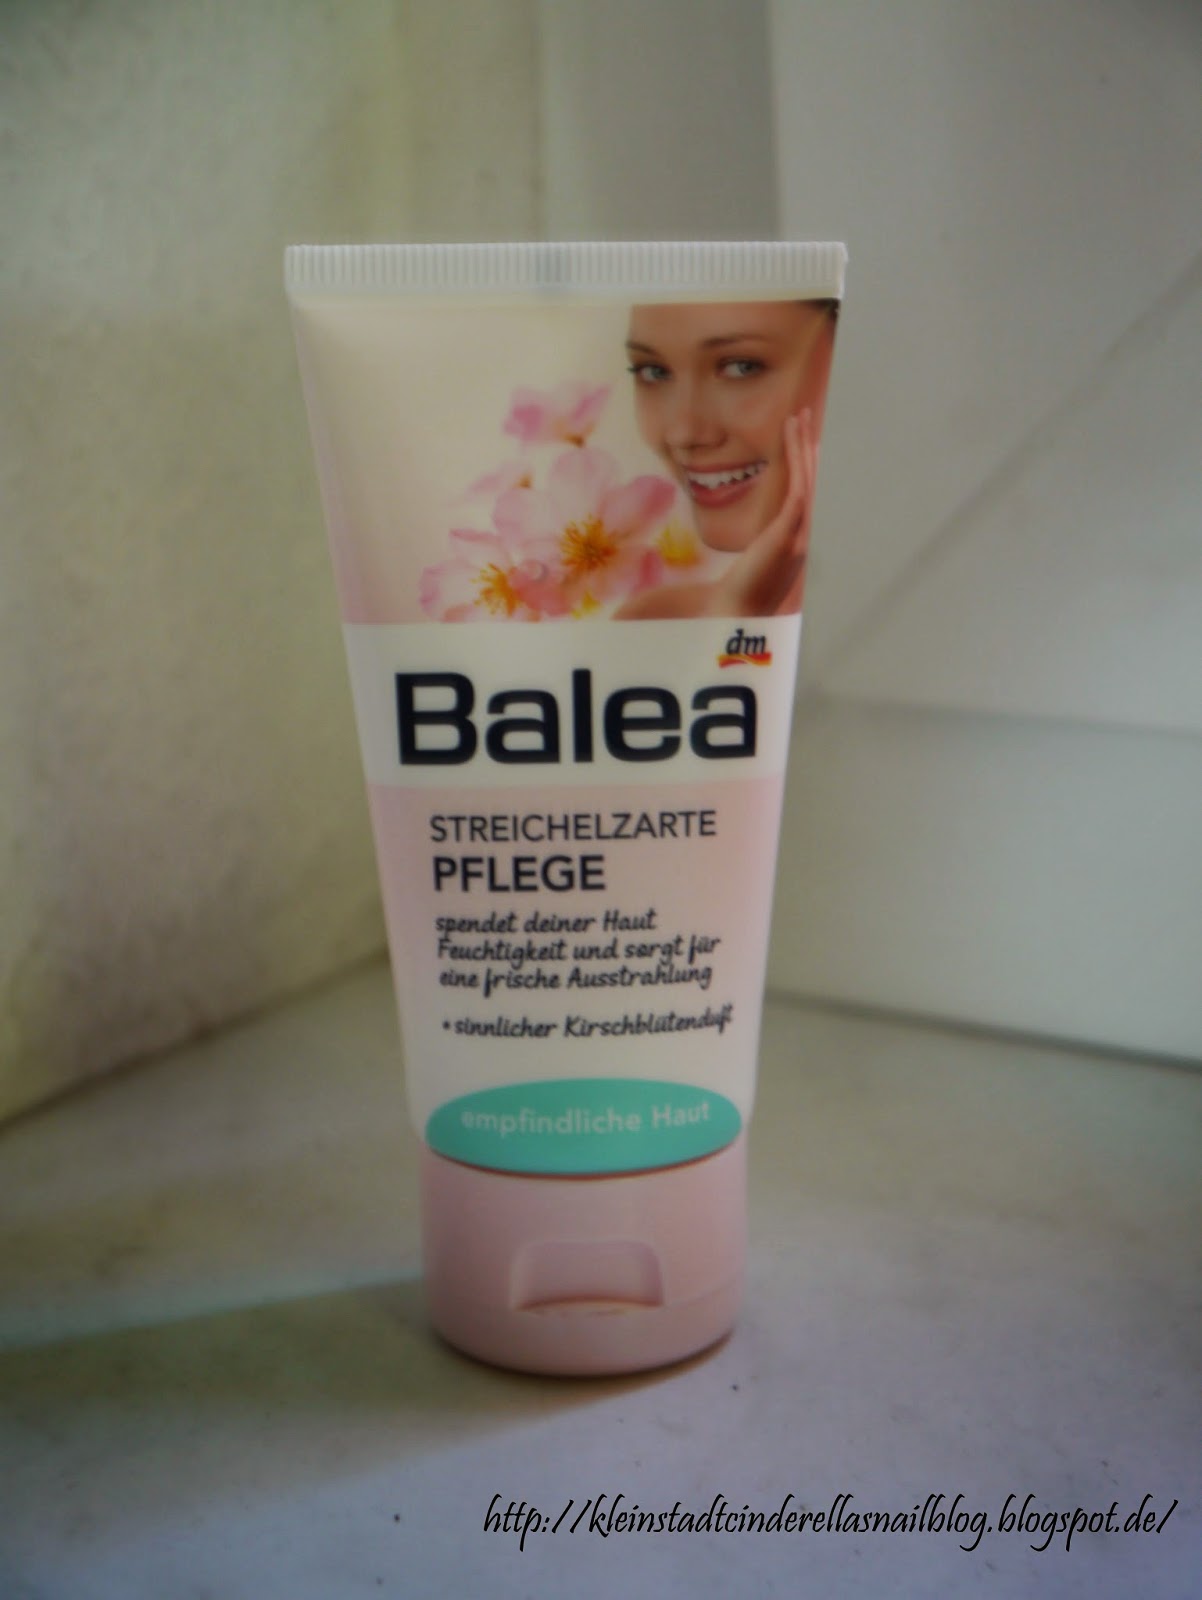 dm
Balea
STREICHELZARTE
PFLEGE
spendet deiner Haut
Feuchtigkeit und sorgt für
eine frische Ausstrahlung
• sinnlicher Kirschblütenduft
empfindliche Haut
http://kleinstadtcinderellasnailblog.blogspot.de/